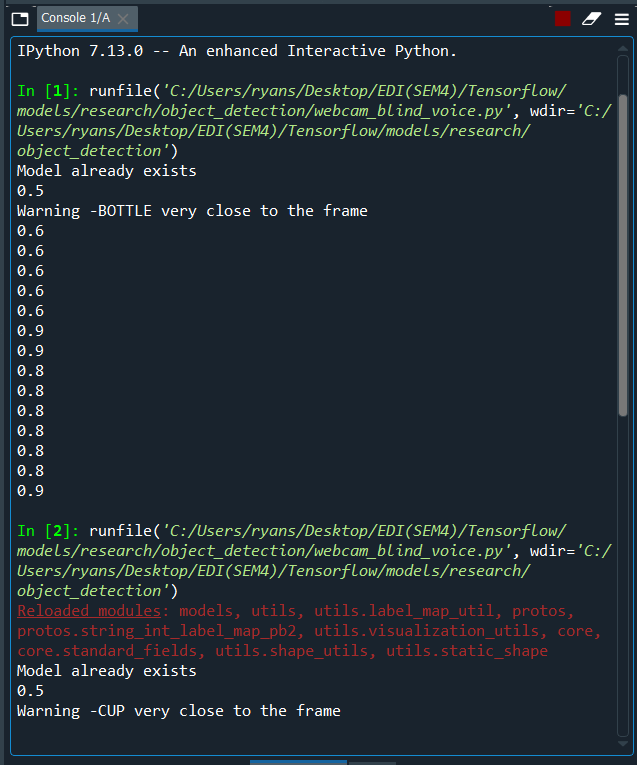 Console 1/A
IPython 7.13.0 -- An enhanced Interactive Python.
In [1]: runfile('C:/Users/ryans/Desktop/EDI(SEM4)/Tensorflow/
models/research/object_detection/webcam_blind_voice.py', wdir='C:/
Users/ryans/Desktop/EDI(SEM4)/Tensorflow/models/research/
object_detection')
Model already exists
0.5
Warning -BOTTLE very close to the frame
0.6
0.6
0.6
0.6
0.6
0.9
0.9
0.8
0.8
0.8
0.8
0.8
0.8
0.9
In [2]: runfile('C:/Users/ryans/Desktop/EDI(SEM4)/Tensorflow/
models/research/object_detection/webcam_blind_voice.py', wdir='C:/
Users/ryans/Desktop/EDI(SEM4)/Tensorflow/models/research/
object_detection')
Reloaded modules: models, utils, utils.label_map_util, protos,
protos.string_int_label_map_pb2, utils.visualization_utils, core,
core.standard_fields, utils.shape_utils, utils.static_shape
Model already exists
0.5
Warning -CUP very close to the frame